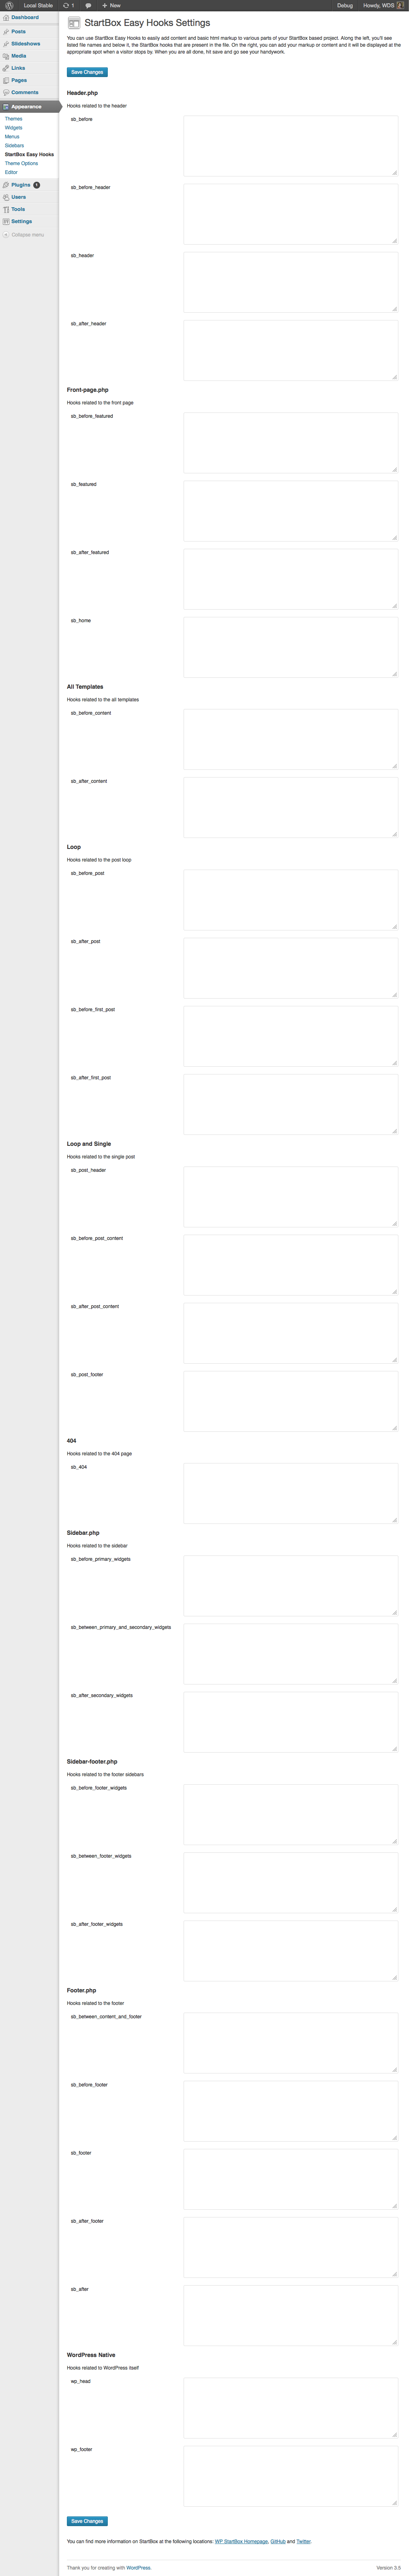 Local Stable 1 New Debug Howdy, WDS
Dashboard
Posts
Slideshows
Media
Links
Pages
Comments
Appearance
Themes
Widgets
Menus
Sidebars
StartBox Easy Hooks
Theme Options
Editor
Plugins 1
Users
Tools
Settings
Collapse menu
StartBox Easy Hooks Settings
You can use StartBox Easy Hooks to easily add content and basic html markup to various parts of your StartBox based project. Along the left, you'll see
listed file names and below it, the StartBox hooks that are present in the file. On the right, you can add your markup or content and it will be displayed at the
appropriate spot when a visitor stops by. When you are all done, hit save and go see your handywork.
Save Changes
Header.php
Hooks related to the header
sb_before
sb_before_header
sb_header
sb_after_header
Front-page.php
Hooks related to the front page
sb_before_featured
sb_featured
sb_after_featured
sb_home
All Templates
Hooks related to the all templates
sb_before_content
sb_after_content
Loop
Hooks related to the post loop
sb_before_post
sb_after_post
sb_before_first_post
sb_after_first_post
Loop and Single
Hooks related to the single post
sb_post_header
sb_before_post_content
sb_after_post_content
sb_post_footer
404
Hooks related to the 404 page
sb_404
Sidebar.php
Hooks related to the sidebar
sb_before_primary_widgets
sb_between_primary_and_secondary_widgets
sb_after_secondary_widgets
Sidebar-footer.php
Hooks related to the footer sidebars
sb_before_footer_widgets
sb_between_footer_widgets
sb_after_footer_widgets
Footer.php
Hooks related to the footer
sb_between_content_and_footer
sb_before_footer
sb_footer
sb_after_footer
sb_after
WordPress Native
Hooks related to WordPress itself
wp_head
wp_footer
Save Changes
You can find more information on StartBox at the following locations: WP StartBox Homepage, GitHub and Twitter.
Thank you for creating with WordPress. Version 3.5